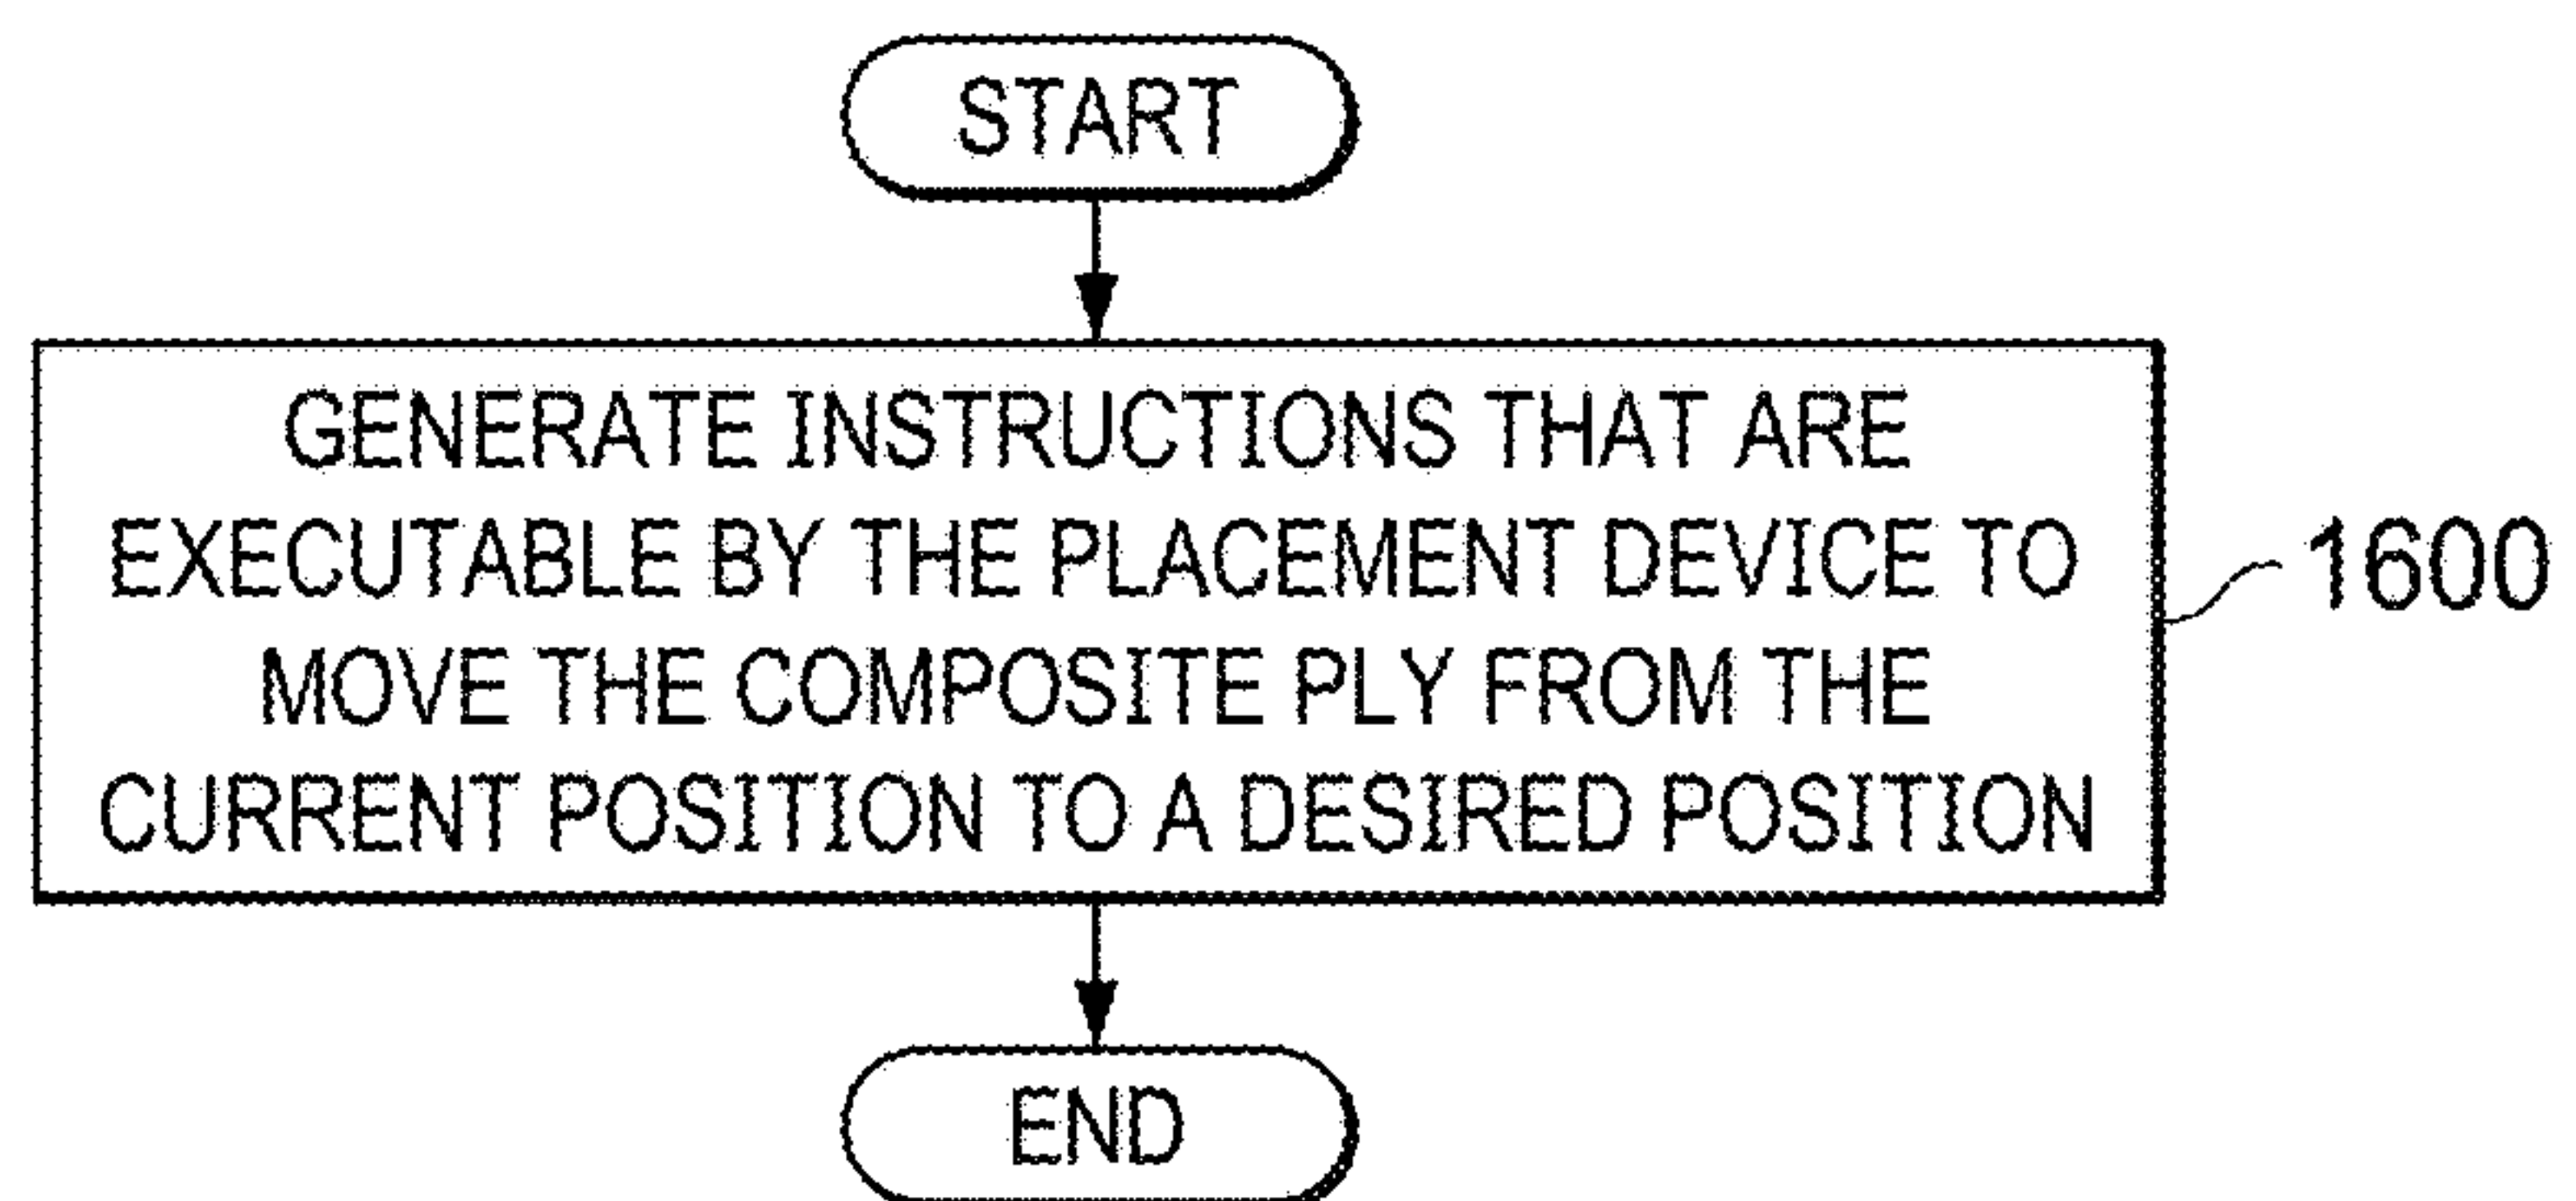 START
GENERATE INSTRUCTIONS THAT ARE
EXECUTABLE BY THE PLACEMENT DEVICE TO
MOVE THE COMPOSITE PLY FROM THE
CURRENT POSITION TO A DESIRED POSITION
1600
END